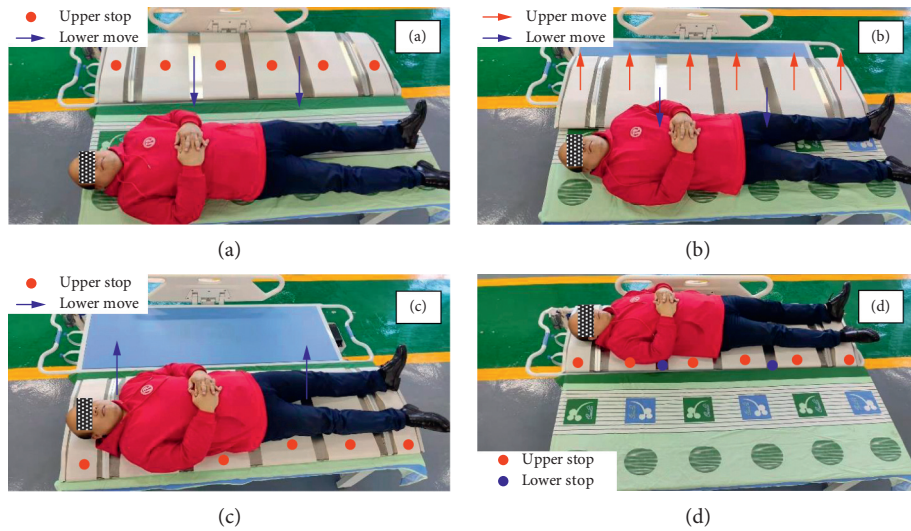 Upper stop
Lower move
(a)
(a)
Upper move
Lower move
(b)
(b)
Upper stop
Lower move
(c)
(c)
(d)
Upper stop
Lower stop
(d)